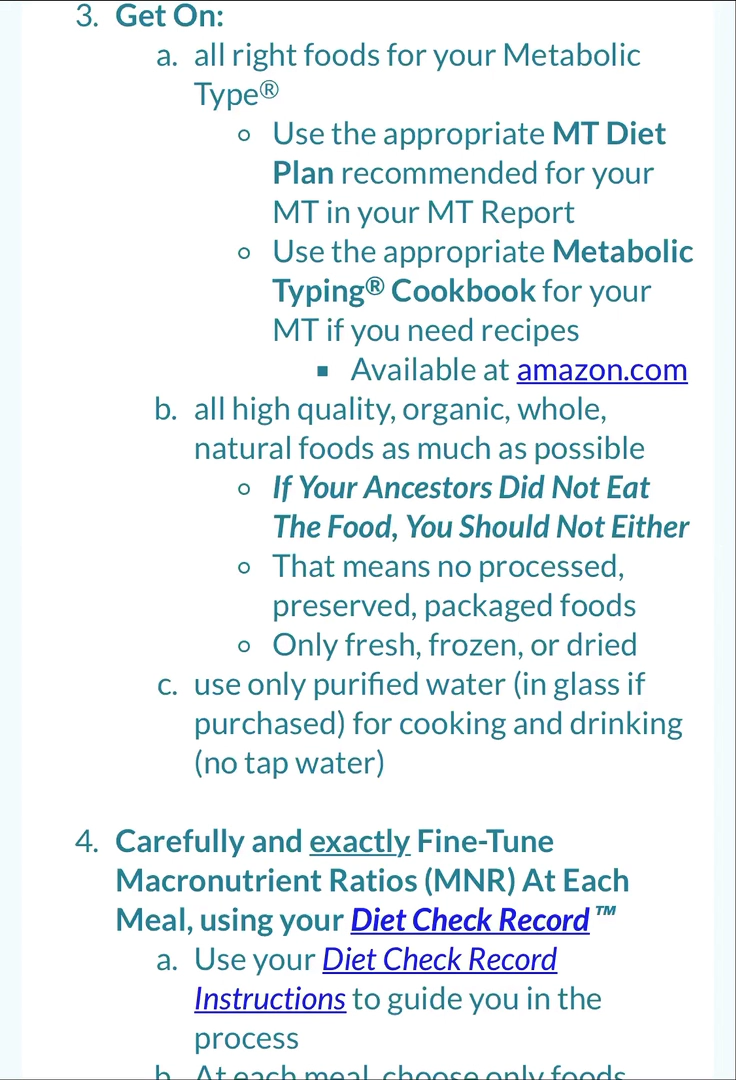 3. Get On:
a. all right foods for your Metabolic
Type®
○ Use the appropriate MT Diet
Plan recommended for your
MT in your MT Report
○ Use the appropriate Metabolic
Typing® Cookbook for your
MT if you need recipes
■ Available at amazon.com
b. all high quality, organic, whole,
natural foods as much as possible
○ If Your Ancestors Did Not Eat
The Food, You Should Not Either
○ That means no processed,
preserved, packaged foods
○ Only fresh, frozen, or dried
c. use only purified water (in glass if
purchased) for cooking and drinking
(no tap water)
4. Carefully and exactly Fine-Tune
Macronutrient Ratios (MNR) At Each
Meal, using your Diet Check Record™
a. Use your Diet Check Record
Instructions to guide you in the
process
b. At each meal, choose only foods